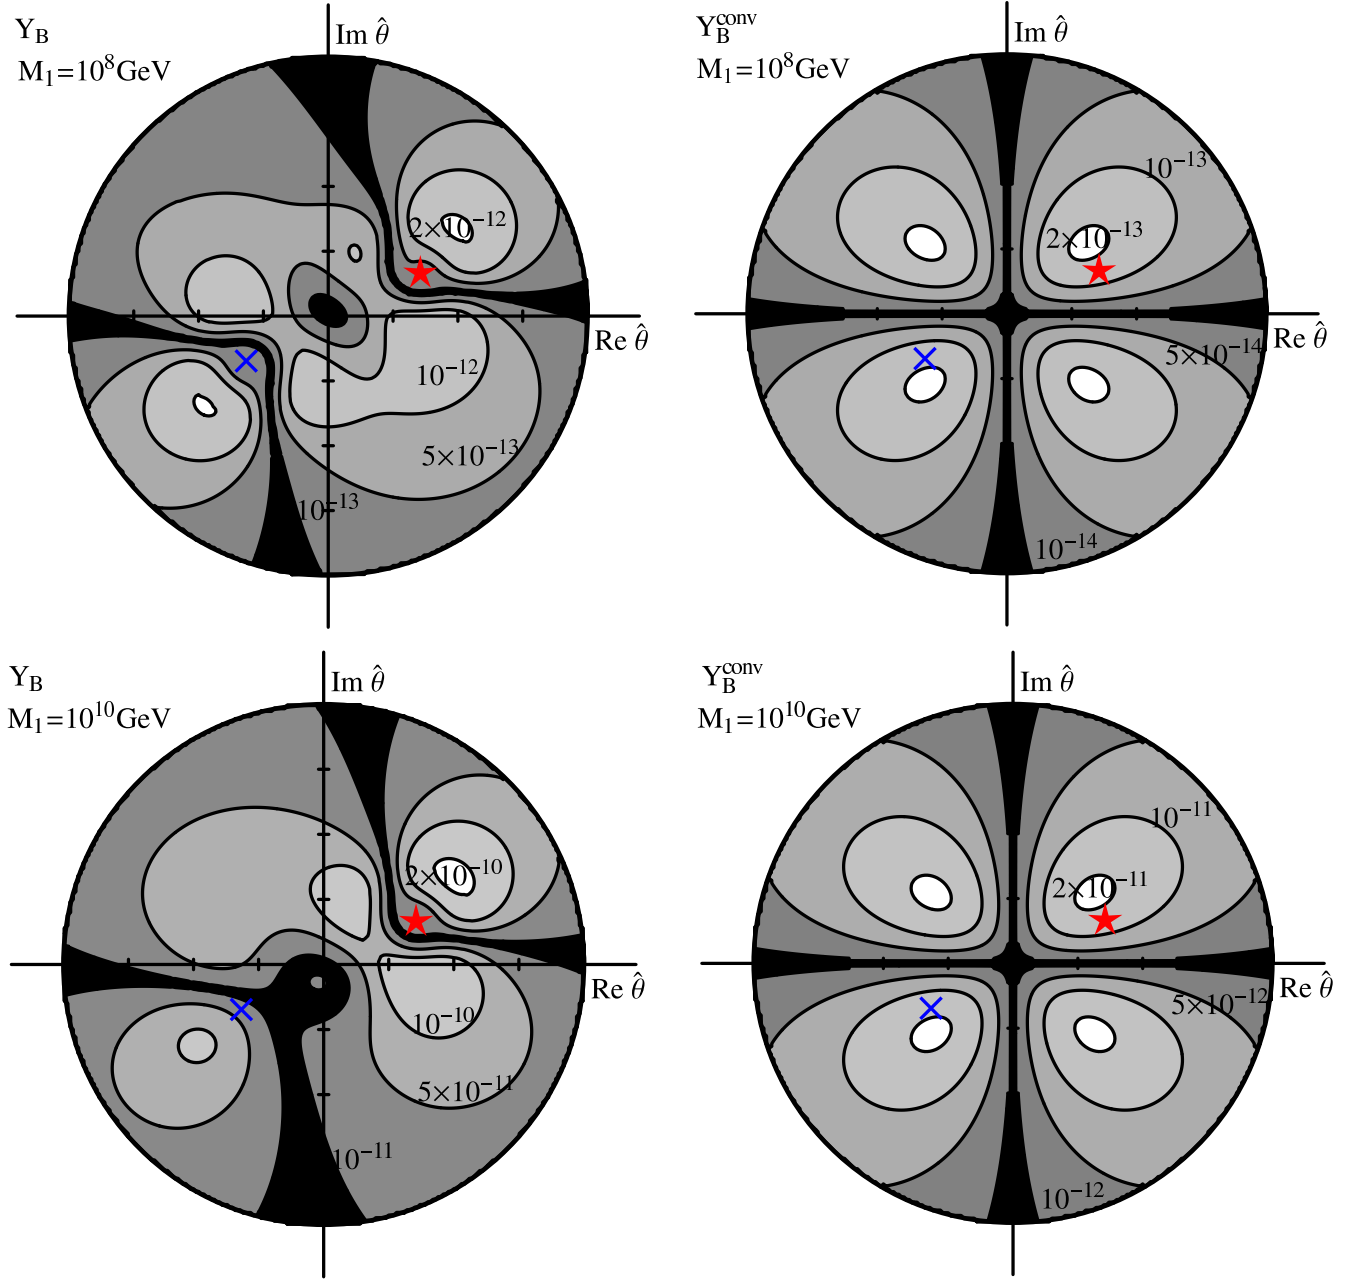 Y_B
M_1=10^8GeV
Im θ̂
2×10^−12
Re θ̂
10^−12
5×10^−13
10^−13
Y_B^conv
M_1=10^8GeV
Im θ̂
10^−13
2×10^−13
Re θ̂
5×10^−14
10^−14
Y_B
M_1=10^10GeV
Im θ̂
2×10^−10
Re θ̂
10^−10
5×10^−11
10^−11
Y_B^conv
M_1=10^10GeV
Im θ̂
10^−11
2×10^−11
Re θ̂
5×10^−12
10^−12